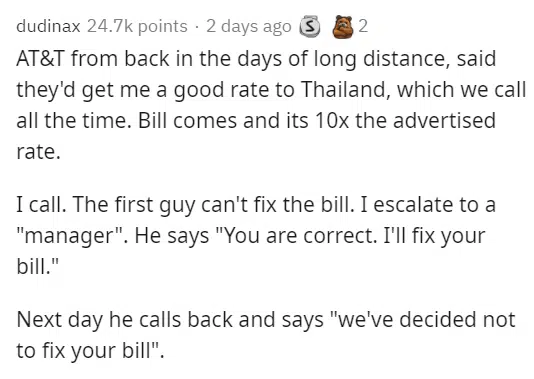 dudinax 24.7k points · 2 days ago S 2
AT&T from back in the days of long distance, said
they'd get me a good rate to Thailand, which we call
all the time. Bill comes and its 10x the advertised
rate.
I call. The first guy can't fix the bill. I escalate to a
"manager". He says "You are correct. I'll fix your
bill."
Next day he calls back and says "we've decided not
to fix your bill".